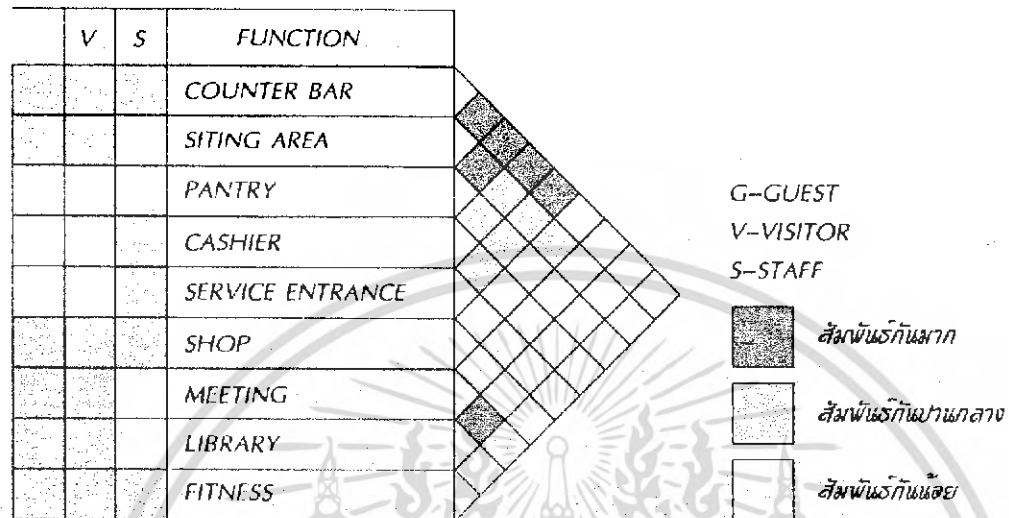 V S FUNCTION
COUNTER BAR
SITING AREA
PANTRY
CASHIER
SERVICE ENTRANCE
SHOP
MEETING
LIBRARY
FITNESS
G-GUEST
V-VISITOR
S-STAFF
สัมพันธ์กันมาก
สัมพันธ์กันปานกลาง
สัมพันธ์กันน้อย